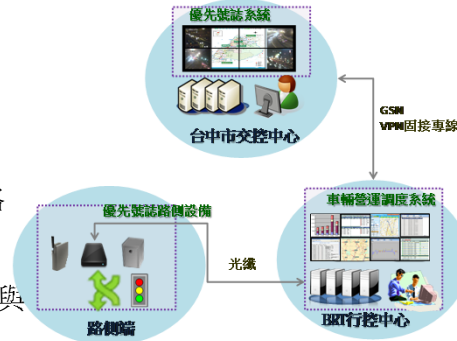 優先號誌系統
台中市交控中心
GSM
VPN固接專線
車輛營運調度系統
優先號誌路側設備
光纖
與
路側端
BRT行控中心